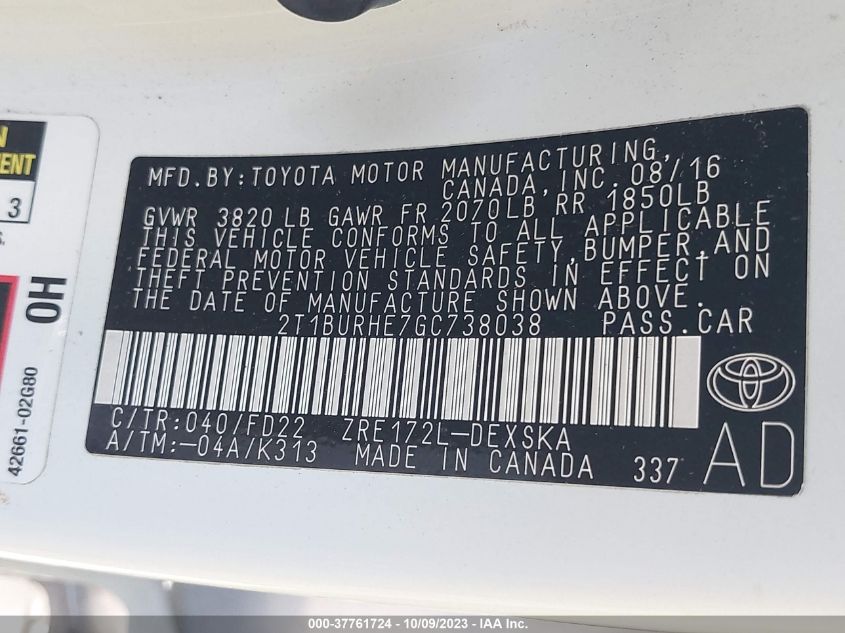 MFD.BY:TOYOTA MOTOR MANUFACTURING,
CANADA, INC. 08/16
GVWR 3820 LB GAWR FR 2070LB RR 1850LB
THIS VEHICLE CONFORMS TO ALL APPLICABLE
FEDERAL MOTOR VEHICLE SAFETY,BUMPER,AND
THEFT PREVENTION STANDARDS IN EFFECT ON
THE DATE OF MANUFACTURE SHOWN ABOVE.
2T1BURHE7GC738038 PASS.CAR
C/TR:040/FD22 ZRE172L-DEXSKA
A/TM:-04A/K313 MADE IN CANADA 337
AD
3
OH
42661-02G80
000-37761724 - 10/09/2023 - IAA Inc.